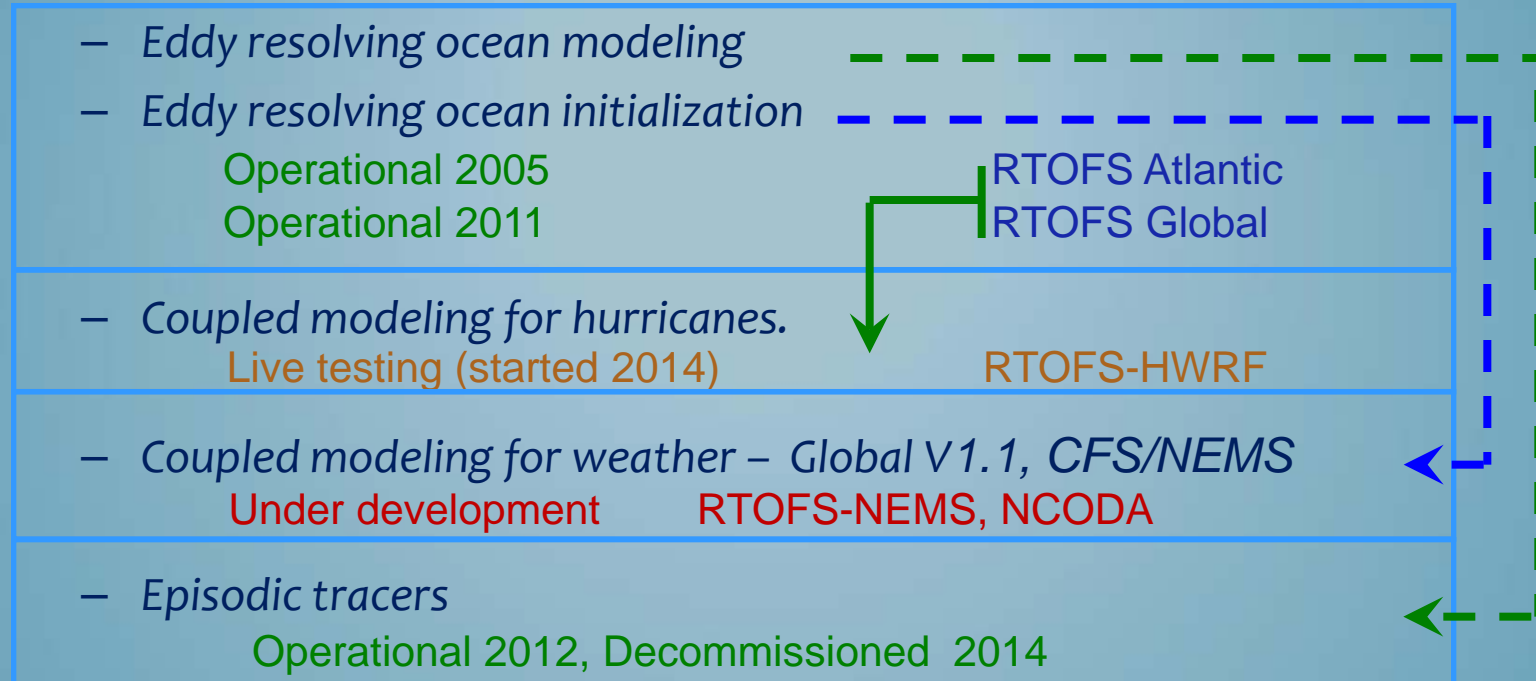 – Eddy resolving ocean modeling
– Eddy resolving ocean initialization
Operational 2005 RTOFS Atlantic
Operational 2011 RTOFS Global
– Coupled modeling for hurricanes.
Live testing (started 2014) RTOFS-HWRF
– Coupled modeling for weather – Global V1.1, CFS/NEMS
Under development RTOFS-NEMS, NCODA
– Episodic tracers
Operational 2012, Decommissioned 2014